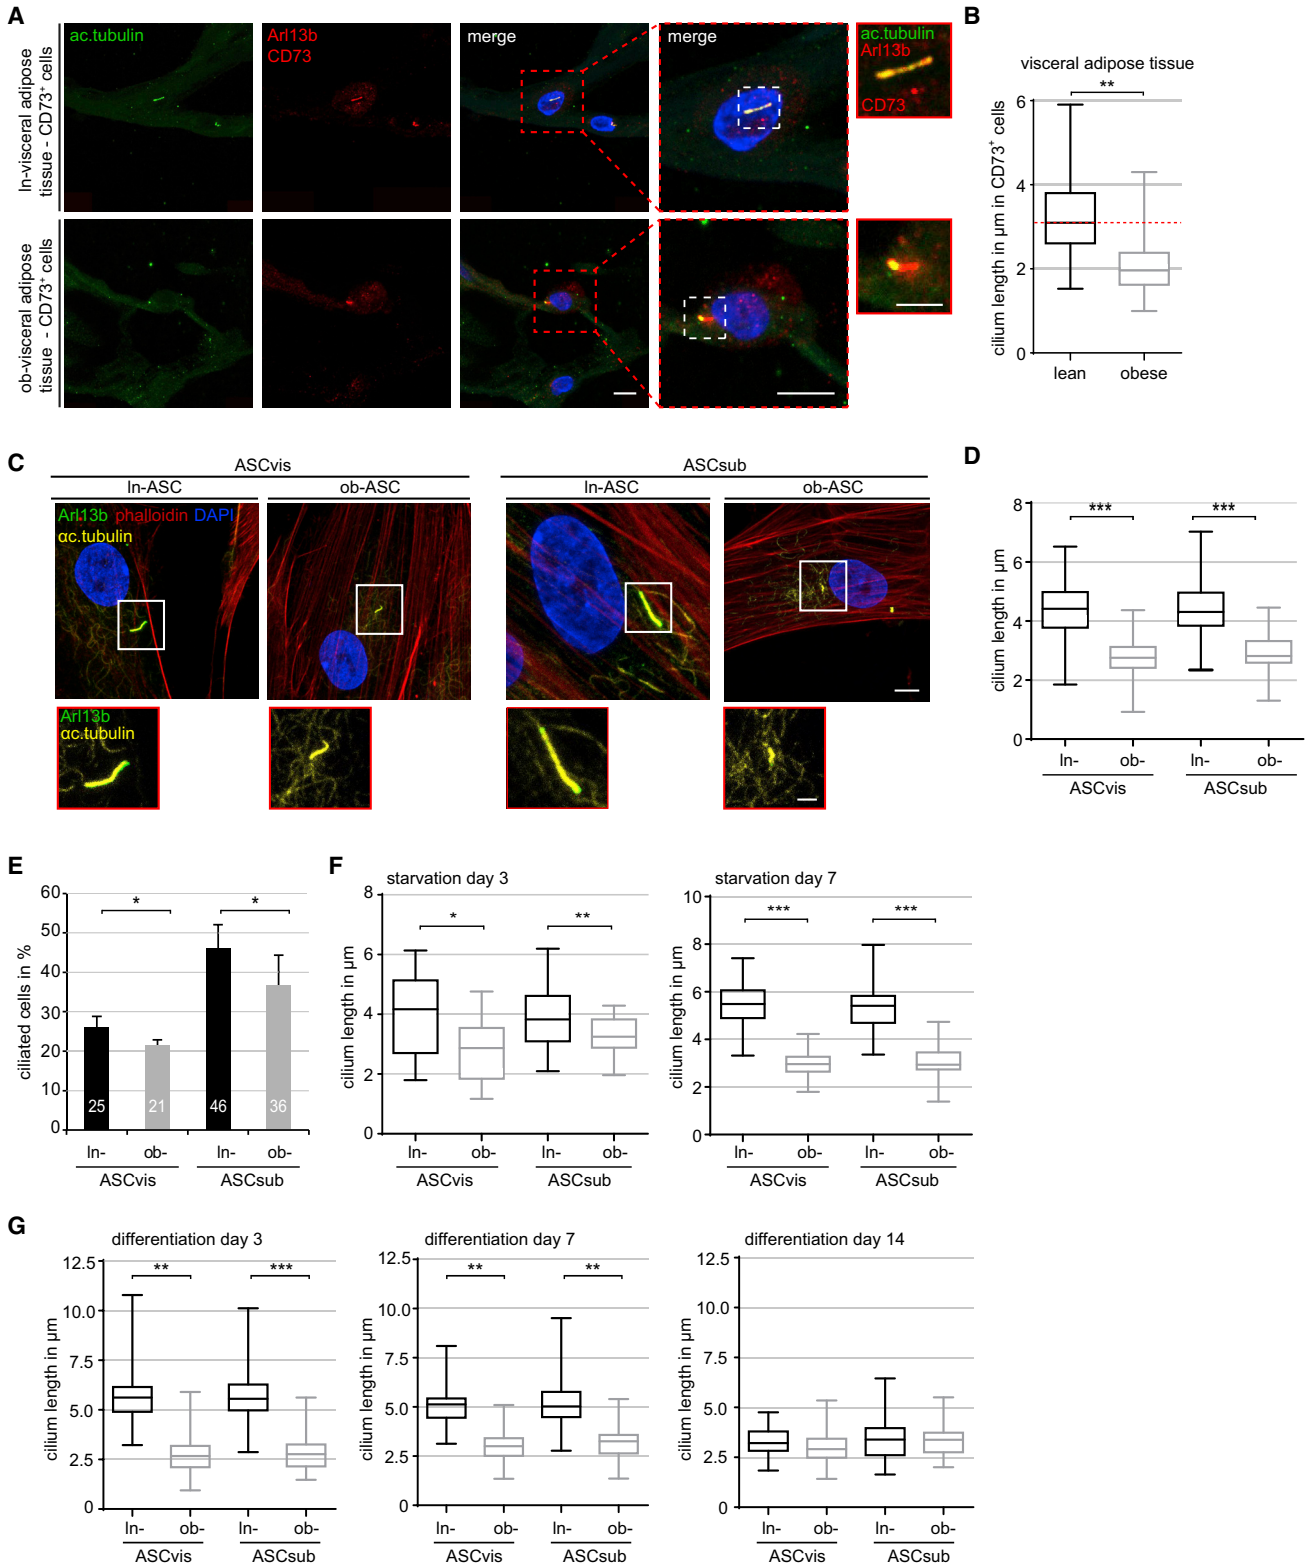 A
ac.tubulin
Arl13b
CD73
merge
merge
ac.tubulin
Arl13b
CD73
ln-visceral adipose
tissue - CD73⁺ cells
ob-visceral adipose
tissue - CD73⁺ cells
B
visceral adipose tissue
**
cilium length in µm in CD73⁺ cells
6
4
2
0
lean
obese
C
ASCvis
ASCsub
ln-ASC
ob-ASC
ln-ASC
ob-ASC
Arl13b phalloidin DAPI
αc.tubulin
Arl13b
αc.tubulin
D
cilium length in µm
8
6
4
2
0
***
***
ln-
ob-
ln-
ob-
ASCvis
ASCsub
E
ciliated cells in %
60
50
40
30
20
10
0
*
*
25
21
46
36
ln-
ob-
ln-
ob-
ASCvis
ASCsub
F
starvation day 3
cilium length in µm
8
6
4
2
0
*
**
ln-
ob-
ln-
ob-
ASCvis
ASCsub
starvation day 7
cilium length in µm
10
8
6
4
2
0
***
***
ln-
ob-
ln-
ob-
ASCvis
ASCsub
G
differentiation day 3
cilium length in µm
12.5
10.0
7.5
5.0
2.5
0
**
***
ln-
ob-
ln-
ob-
ASCvis
ASCsub
differentiation day 7
cilium length in µm
12.5
10.0
7.5
5.0
2.5
0
**
**
ln-
ob-
ln-
ob-
ASCvis
ASCsub
differentiation day 14
cilium length in µm
12.5
10.0
7.5
5.0
2.5
0
ln-
ob-
ln-
ob-
ASCvis
ASCsub